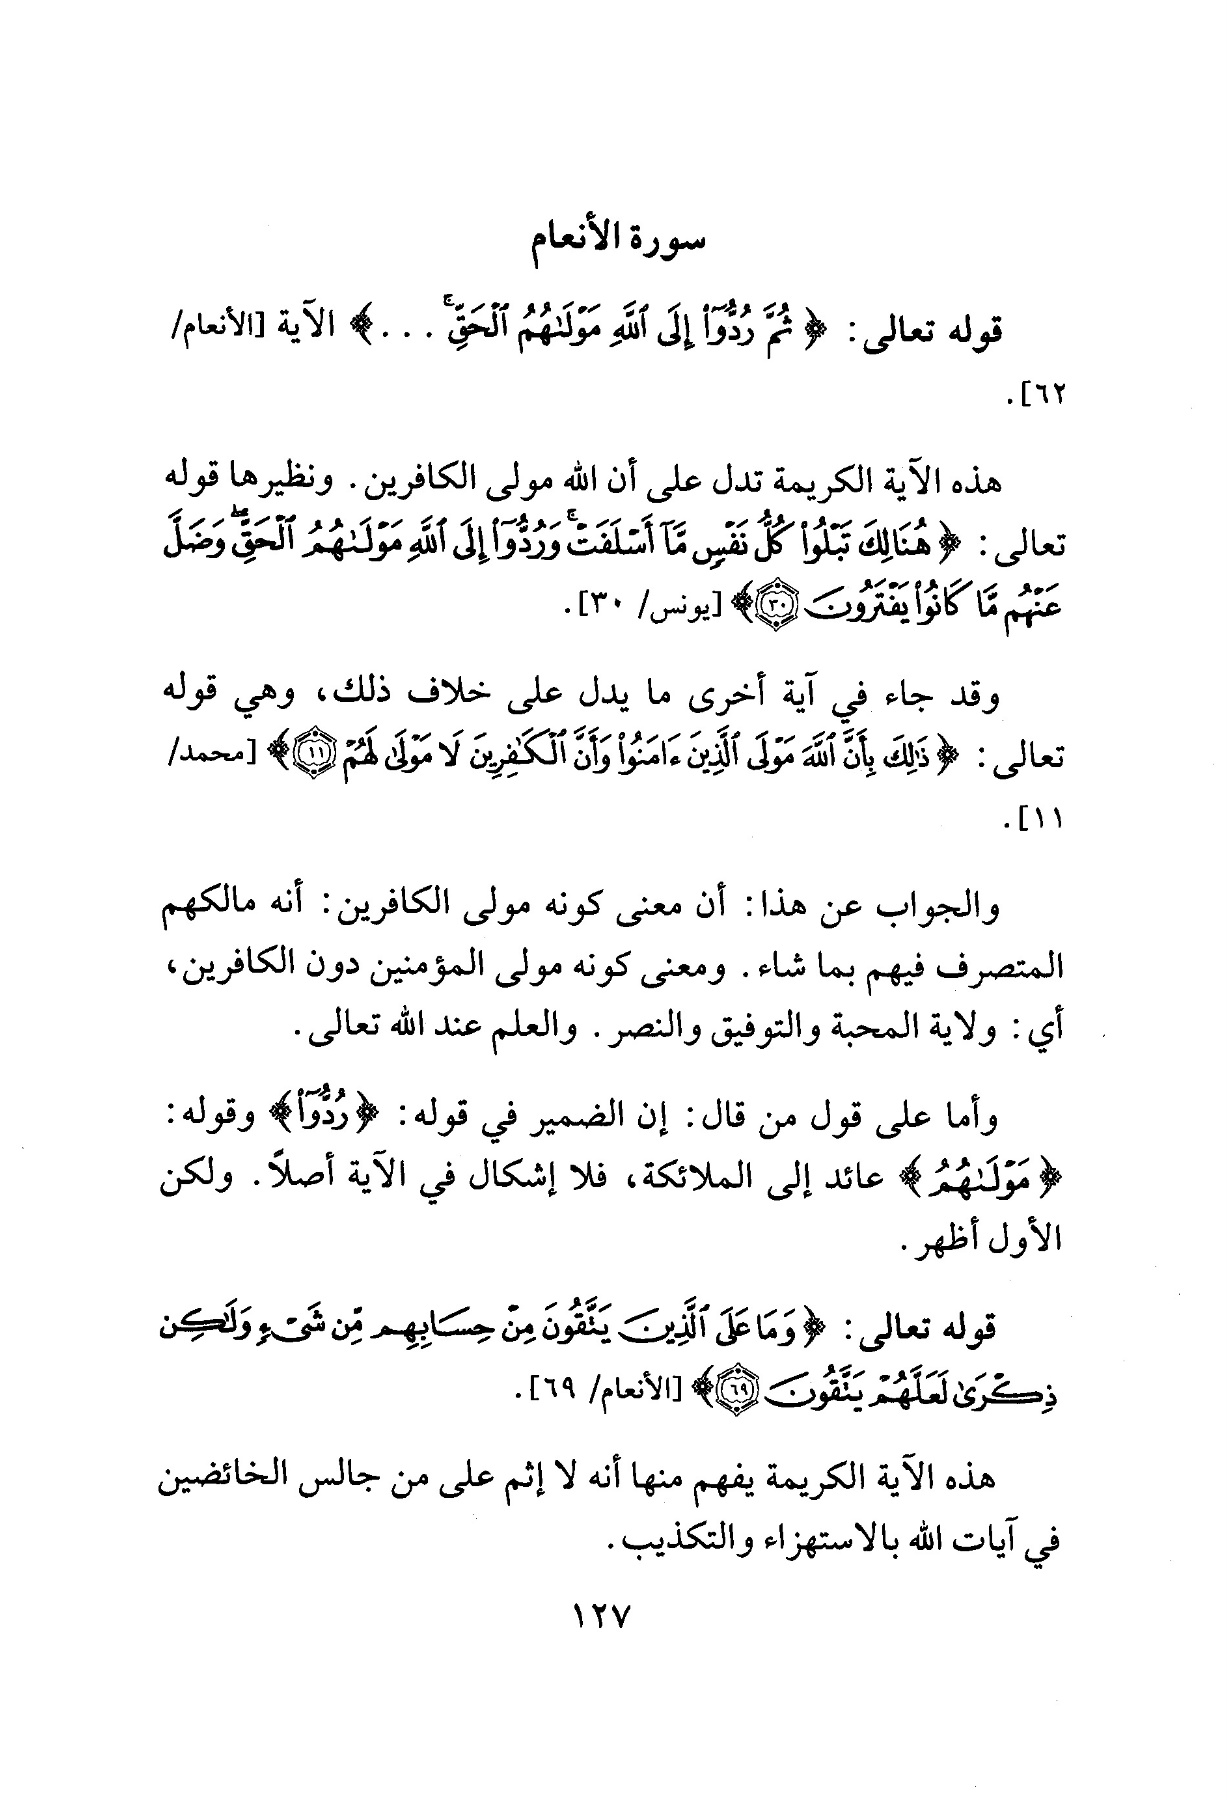 سورة الأنعام
قوله تعالى: ﴿ ثُمَّ رُدُّوٓا۟ إِلَى ٱللَّهِ مَوْلَىٰهُمُ ٱلْحَقِّ ۚ . . . ﴾ الآية [الأنعام/
٦٢].
هذه الآية الكريمة تدل على أن الله مولى الكافرين. ونظيرها قوله
تعالى: ﴿ هُنَالِكَ تَبْلُوا۟ كُلُّ نَفْسٍ مَّآ أَسْلَفَتْ ۚ وَرُدُّوٓا۟ إِلَى ٱللَّهِ مَوْلَىٰهُمُ ٱلْحَقِّ ۖ وَضَلَّ
عَنْهُم مَّا كَانُوا۟ يَفْتَرُونَ ٣٠﴾ [يونس/ ٣٠].
وقد جاء في آية أخرى ما يدل على خلاف ذلك، وهي قوله
تعالى: ﴿ ذَٰلِكَ بِأَنَّ ٱللَّهَ مَوْلَى ٱلَّذِينَ ءَامَنُوا۟ وَأَنَّ ٱلْكَٰفِرِينَ لَا مَوْلَىٰ لَهُمْ ١١﴾ [محمد/
١١].
والجواب عن هذا: أن معنى كونه مولى الكافرين: أنه مالكهم
المتصرف فيهم بما شاء. ومعنى كونه مولى المؤمنين دون الكافرين،
أي: ولاية المحبة والتوفيق والنصر. والعلم عند الله تعالى.
وأما على قول من قال: إن الضمير في قوله: ﴿رُدُّوٓا۟﴾ وقوله:
﴿مَوْلَىٰهُمُ﴾ عائد إلى الملائكة، فلا إشكال في الآية أصلاً. ولكن
الأول أظهر.
قوله تعالى: ﴿ وَمَا عَلَى ٱلَّذِينَ يَتَّقُونَ مِنْ حِسَابِهِم مِّن شَىْءٍ وَلَٰكِن
ذِكْرَىٰ لَعَلَّهُمْ يَتَّقُونَ ٦٩﴾ [الأنعام/ ٦٩].
هذه الآية الكريمة يفهم منها أنه لا إثم على من جالس الخائضين
في آيات الله بالاستهزاء والتكذيب.
١٢٧